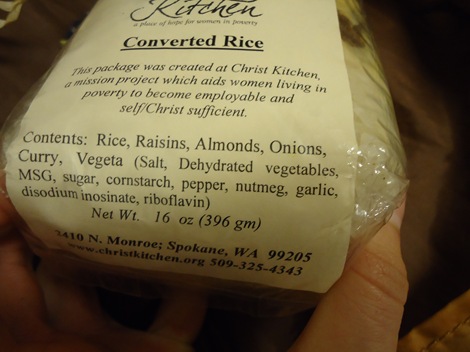 Kitchen
a place of hope for women in poverty
Converted Rice
This package was created at Christ Kitchen,
a mission project which aids women living in
poverty to become employable and
self/Christ sufficient.
Contents: Rice, Raisins, Almonds, Onions,
Curry, Vegeta (Salt, Dehydrated vegetables,
MSG, sugar, cornstarch, pepper, nutmeg, garlic,
disodium inosinate, riboflavin)
Net Wt. 16 oz (396 gm)
2410 N. Monroe; Spokane, WA 99205
www.christkitchen.org 509-325-4343